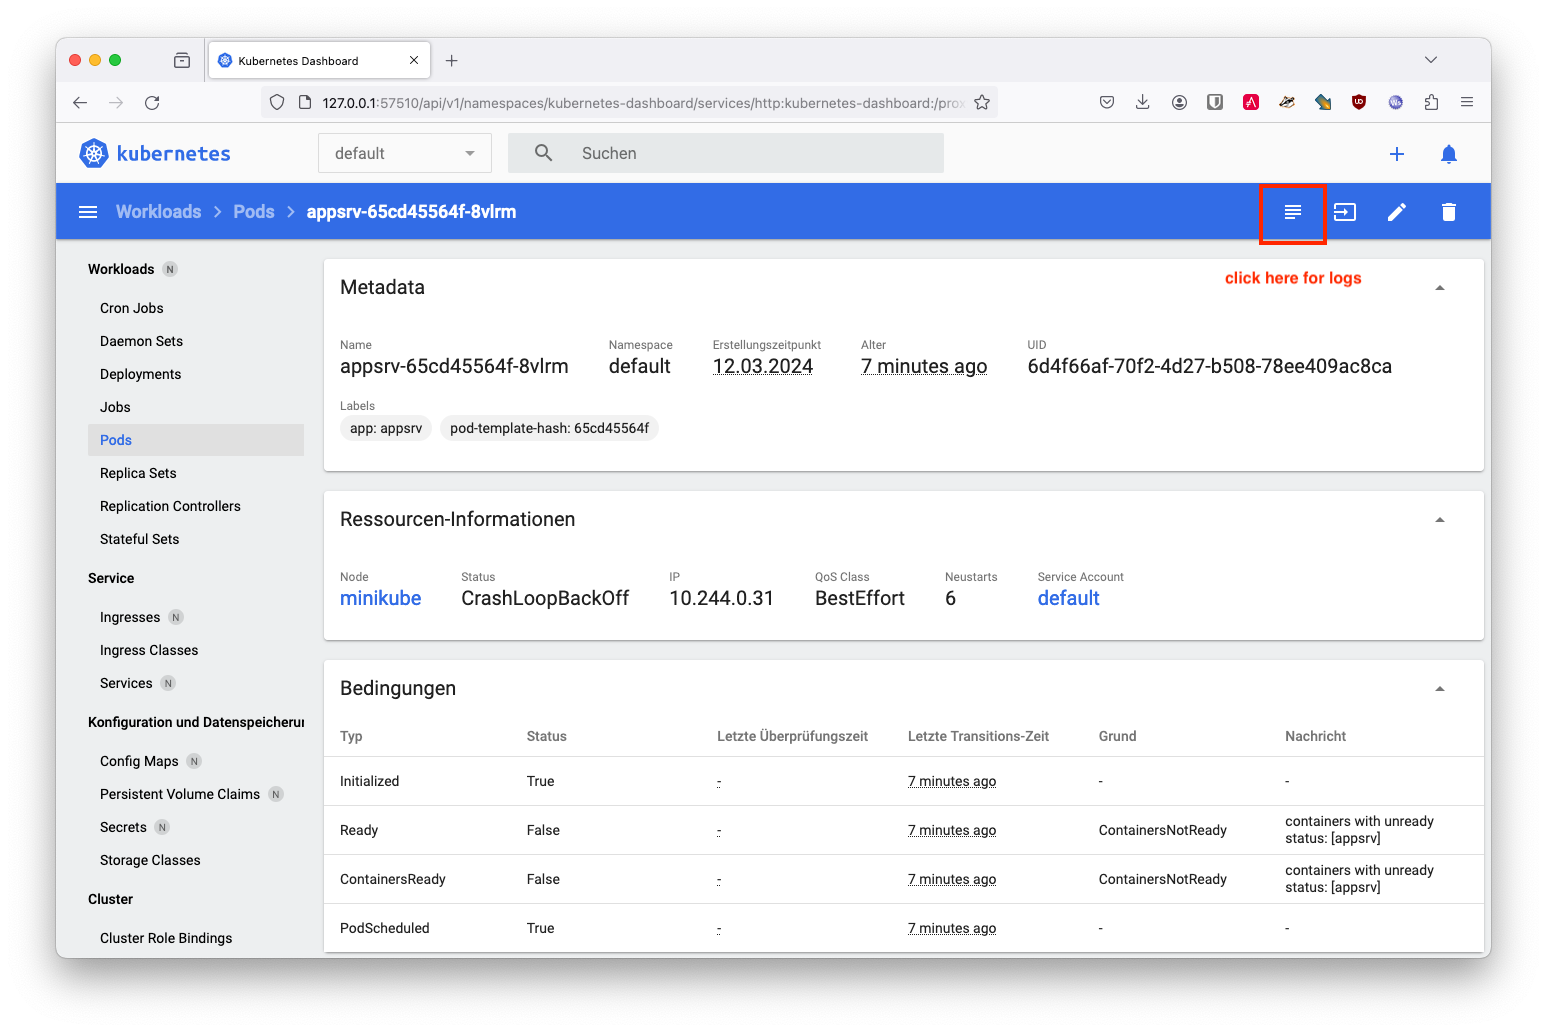 Kubernetes Dashboard
127.0.0.1:57510/api/v1/namespaces/kubernetes-dashboard/services/http:kubernetes-dashboard:/prox
kubernetes
default
Suchen
Workloads > Pods > appsrv-65cd45564f-8vlrm
click here for logs
Workloads N
Cron Jobs
Daemon Sets
Deployments
Jobs
Pods
Replica Sets
Replication Controllers
Stateful Sets
Service
Ingresses N
Ingress Classes
Services N
Konfiguration und Datenspeicherur
Config Maps N
Persistent Volume Claims N
Secrets N
Storage Classes
Cluster
Cluster Role Bindings
Metadata
Name Namespace Erstellungszeitpunkt Alter UID
appsrv-65cd45564f-8vlrm default 12.03.2024 7 minutes ago 6d4f66af-70f2-4d27-b508-78ee409ac8ca
Labels
app: appsrv pod-template-hash: 65cd45564f
Ressourcen-Informationen
Node Status IP QoS Class Neustarts Service Account
minikube CrashLoopBackOff 10.244.0.31 BestEffort 6 default
Bedingungen
Typ Status Letzte Überprüfungszeit Letzte Transitions-Zeit Grund Nachricht
Initialized True - 7 minutes ago - -
Ready False - 7 minutes ago ContainersNotReady containers with unready
status: [appsrv]
ContainersReady False - 7 minutes ago ContainersNotReady containers with unready
status: [appsrv]
PodScheduled True - 7 minutes ago - -